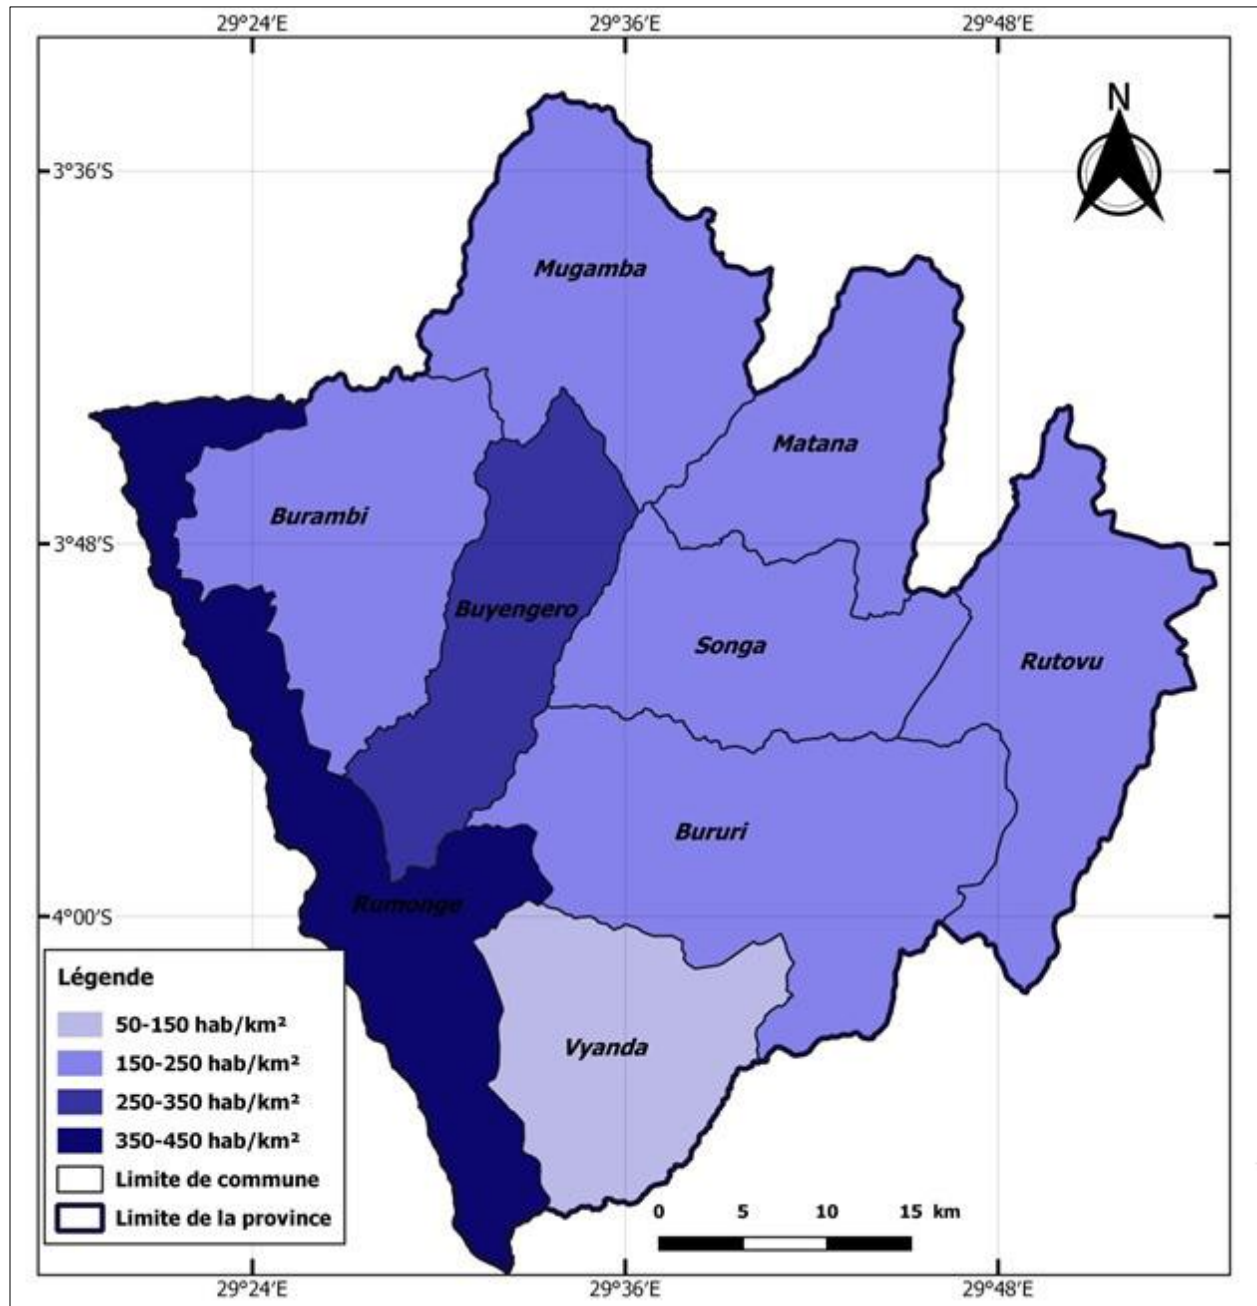 29°24'E 29°36'E 29°48'E
N
3°36'S
Mugamba
Matana
Burambi
3°48'S
Buyengero
Songa
Rutovu
Bururi
Rumonge
4°00'S
Vyanda
Légende
50-150 hab/km²
150-250 hab/km²
250-350 hab/km²
350-450 hab/km²
Limite de commune
Limite de la province
0 5 10 15 km
29°24'E 29°36'E 29°48'E